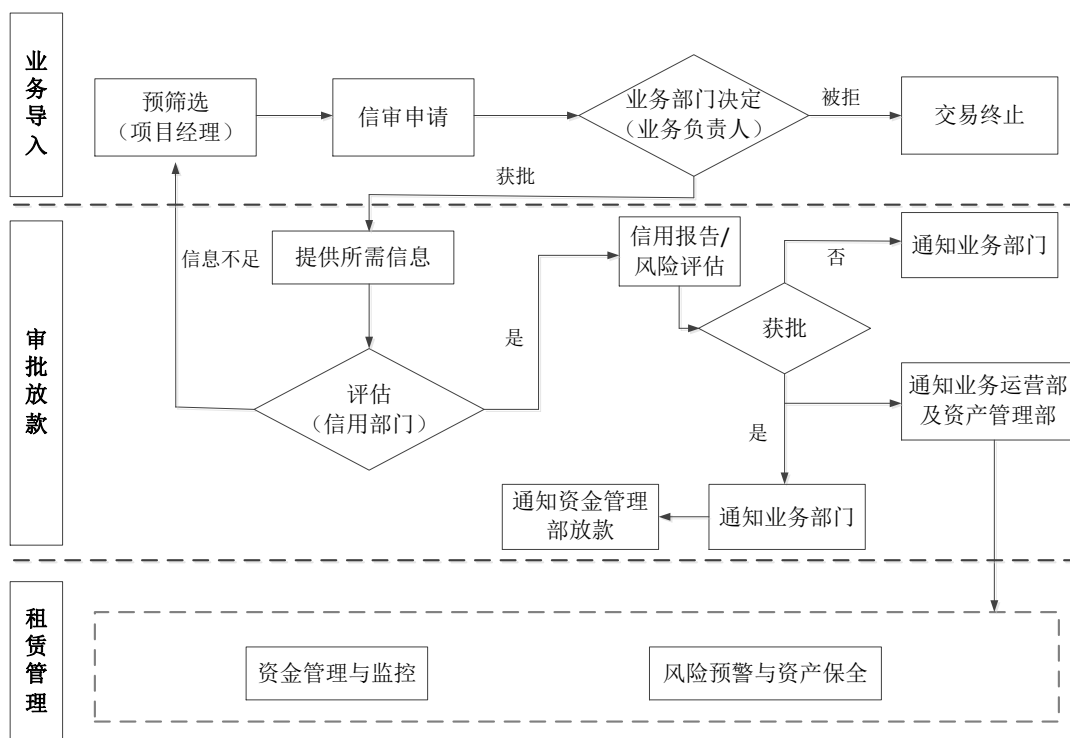 业务导入
预筛选
（项目经理）
信审申请
业务部门决定
（业务负责人）
被拒
交易终止
获批
审批放款
信息不足
提供所需信息
信用报告/
风险评估
否
通知业务部门
获批
是
评估
（信用部门）
通知业务运营部
及资产管理部
是
通知资金管理
部放款
通知业务部门
租赁管理
资金管理与监控
风险预警与资产保全